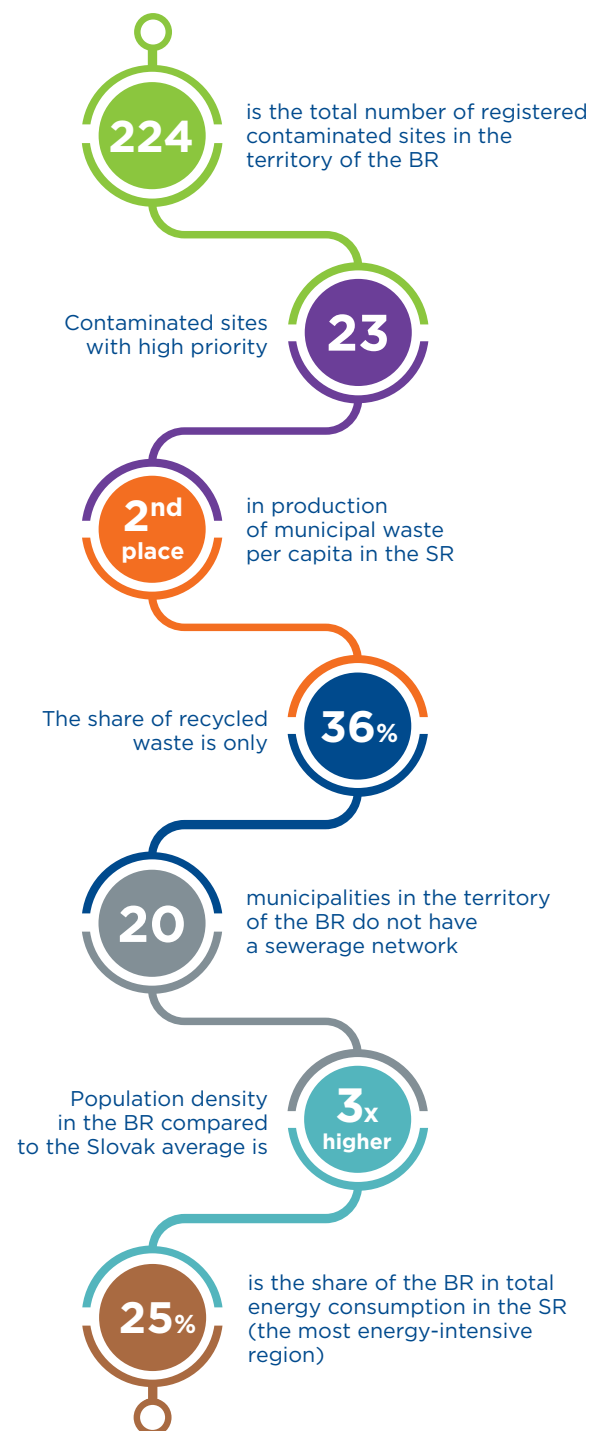 224
is the total number of registered
contaminated sites in the
territory of the BR
Contaminated sites
with high priority
23
2nd
place
in production
of municipal waste
per capita in the SR
The share of recycled
waste is only
36%
20
municipalities in the territory
of the BR do not have
a sewerage network
Population density
in the BR compared
to the Slovak average is
3x
higher
25%
is the share of the BR in total
energy consumption in the SR
(the most energy-intensive
region)